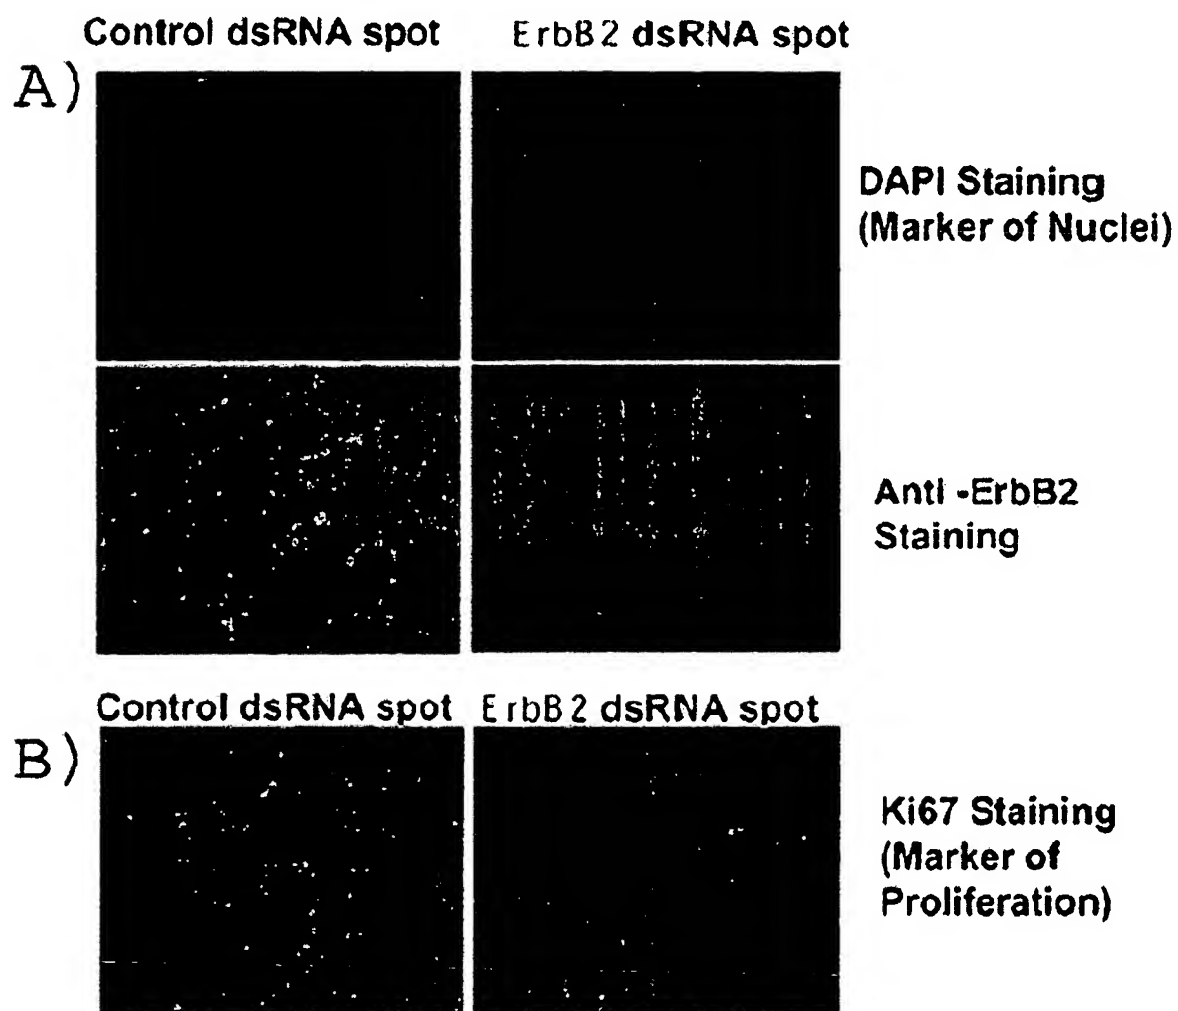 Control dsRNA spot
ErbB2 dsRNA spot
A)
DAPI Staining
(Marker of Nuclei)
Anti -ErbB2
Staining
Control dsRNA spot
ErbB2 dsRNA spot
B)
Ki67 Staining
(Marker of
Proliferation)